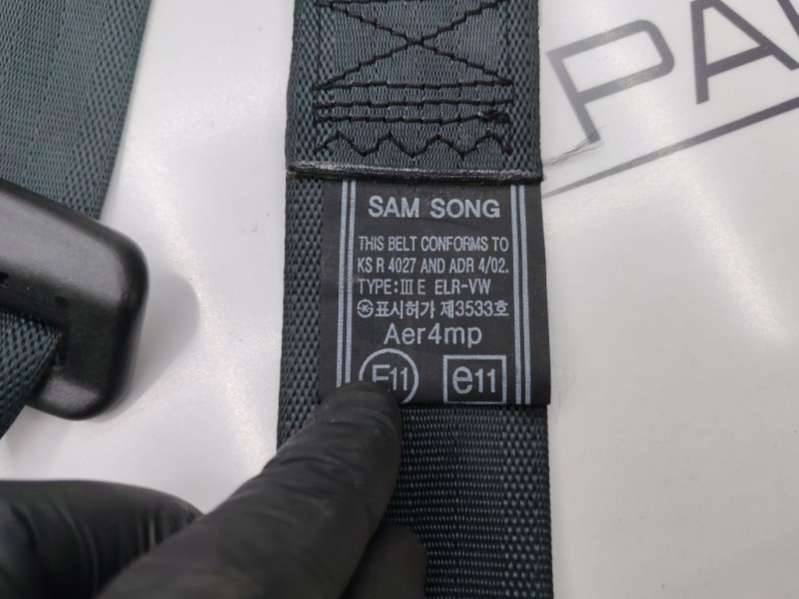 SAM SONG
THIS BELT CONFORMS TO
KS R 4027 AND ADR 4/02.
TYPE: III E ELR-VW
㉿표시허가 제3533호
Aer4mp
E11 e11
PA